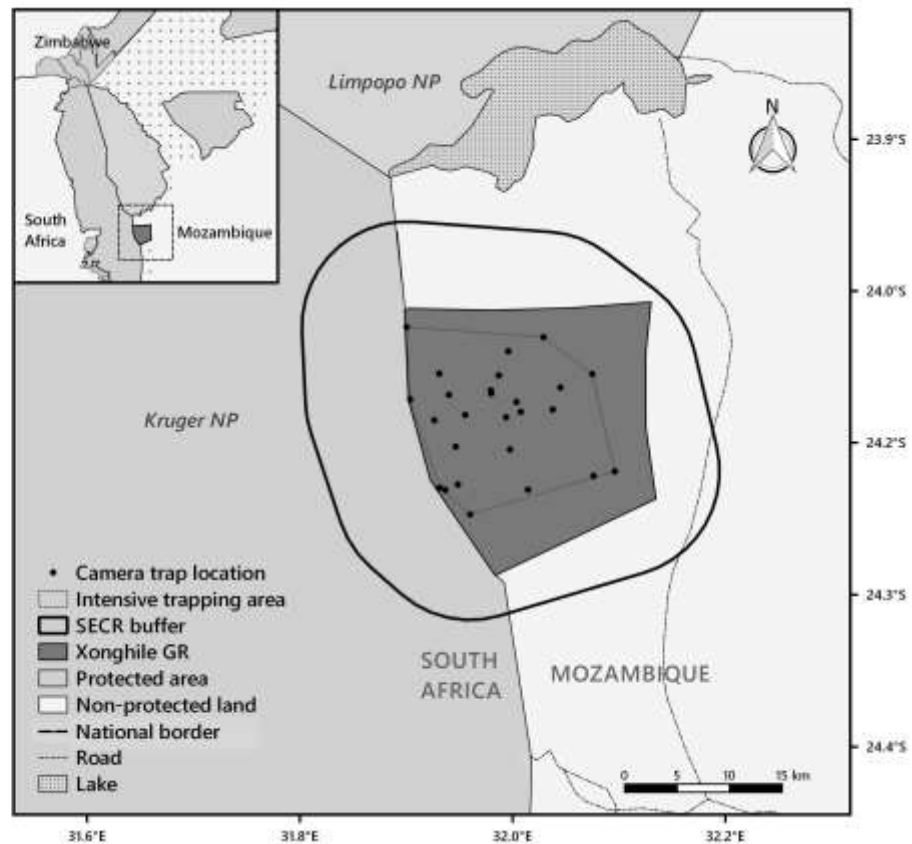 Zimbabwe
South
Africa
Mozambique
Limpopo NP
N
23.9°S
24.0°S
Kruger NP
24.2°S
Camera trap location
Intensive trapping area
SECR buffer
Xonghile GR
Protected area
Non-protected land
National border
Road
Lake
24.3°S
SOUTH
AFRICA
MOZAMBIQUE
24.4°S
0 5 10 15 km
31.6°E 31.8°E 32.0°E 32.2°E